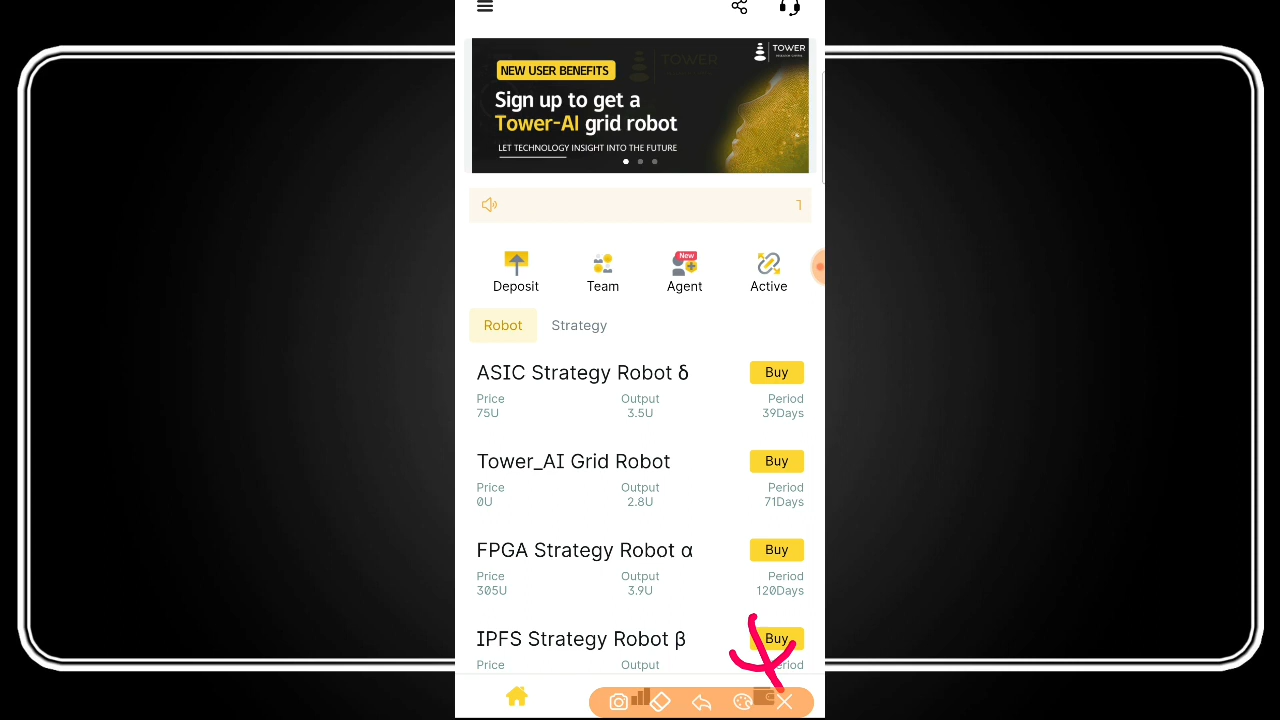 TOWER
NEW USER BENEFITS
Sign up to get a
Tower-AI grid robot
LET TECHNOLOGY INSIGHT INTO THE FUTURE
Deposit
Team
New
Agent
Active
Robot
Strategy
ASIC Strategy Robot δ
Buy
Price
Output
Period
75U
3.5U
39Days
Tower_AI Grid Robot
Buy
Price
Output
Period
0U
2.8U
71Days
FPGA Strategy Robot α
Buy
Price
Output
Period
305U
3.9U
120Days
IPFS Strategy Robot β
Buy
Price
Output